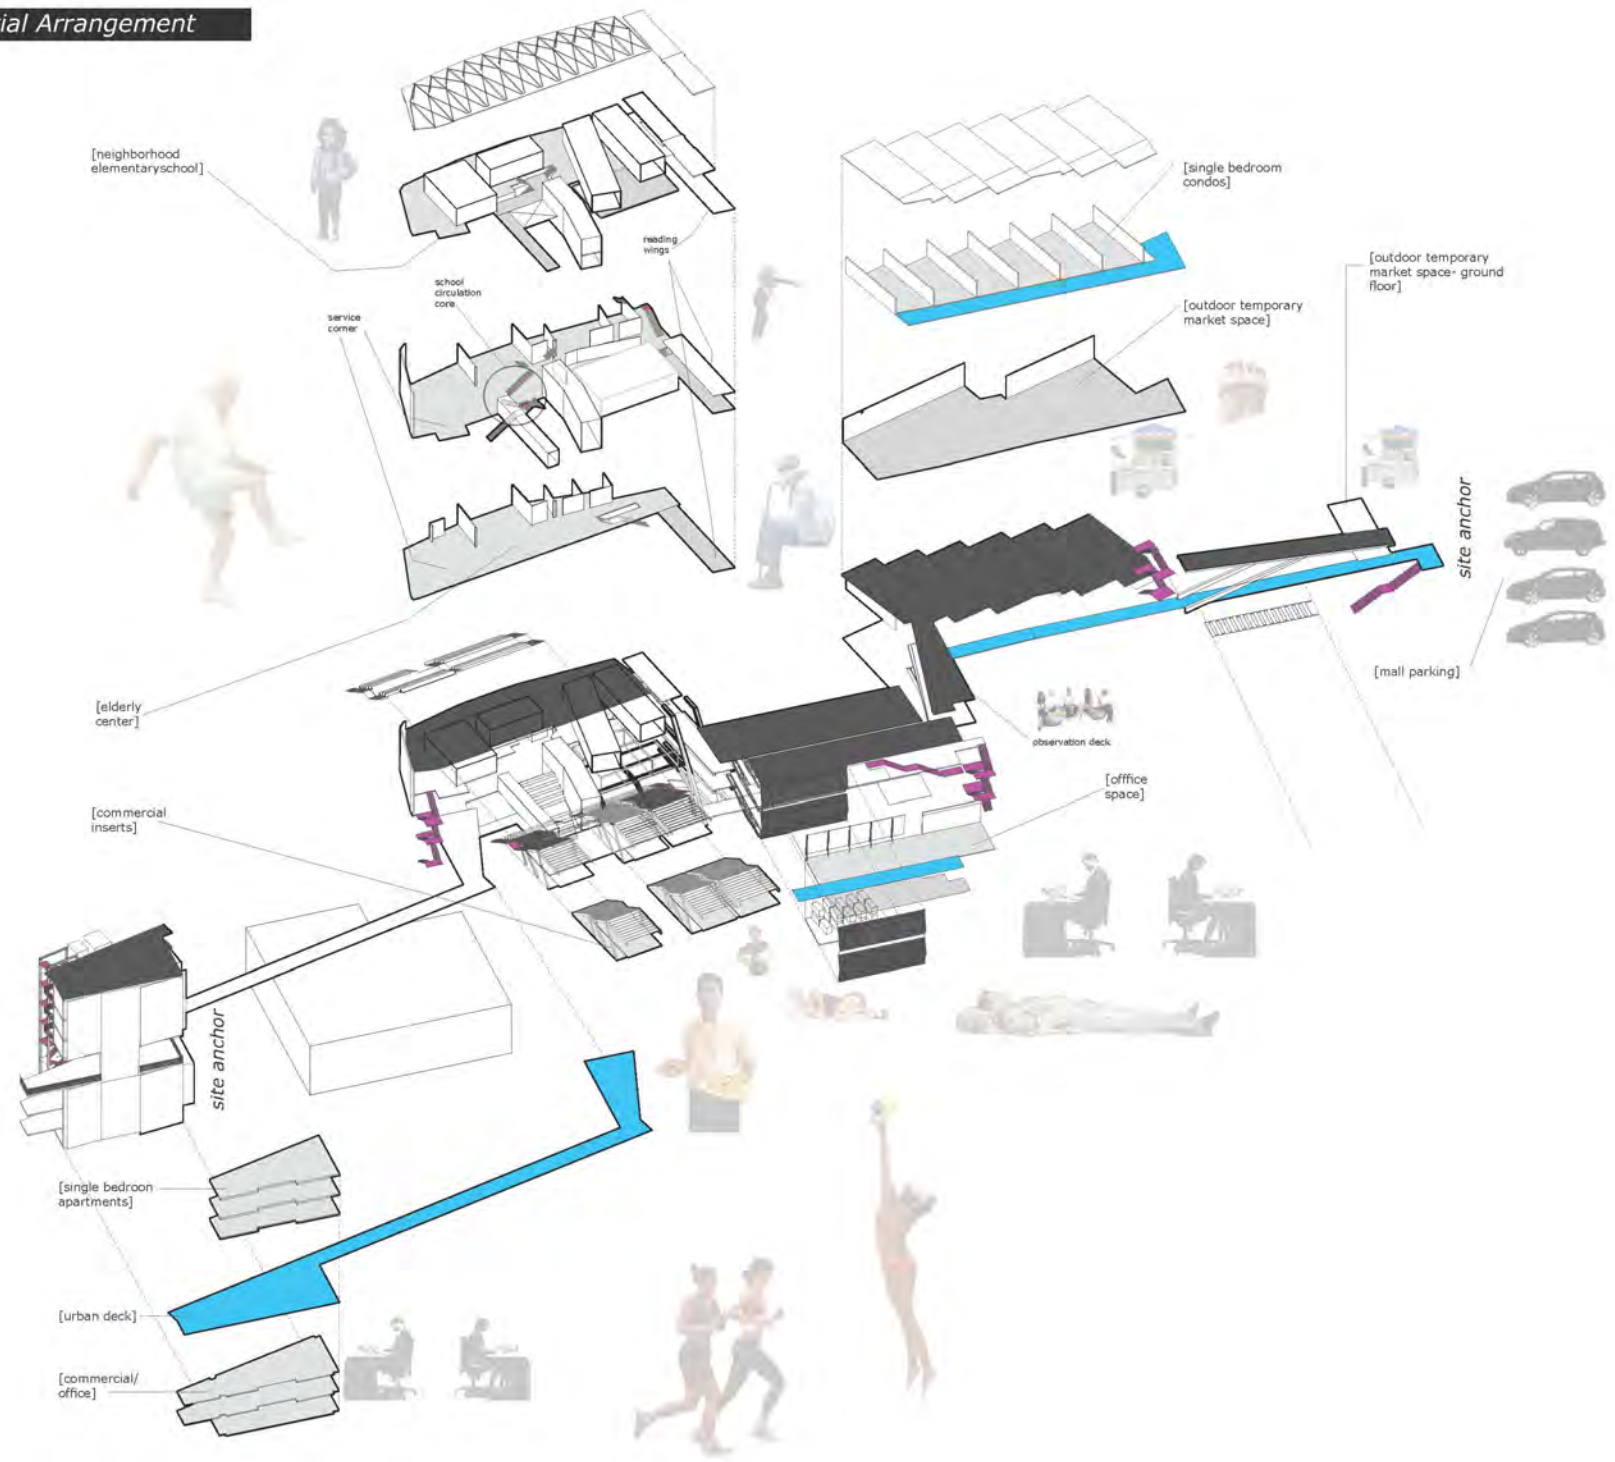 ial Arrangement
[neighborhood
elementaryschool]
[single bedroom
condos]
reading
wings
[outdoor temporary
market space- ground
floor]
school
circulation
core
[outdoor temporary
market space]
service
corner
site anchor
[mall parking]
[elderly
center]
observation deck
[offfice
space]
[commercial
inserts]
site anchor
[single bedroon
apartments]
[urban deck]
[commercial/
office]